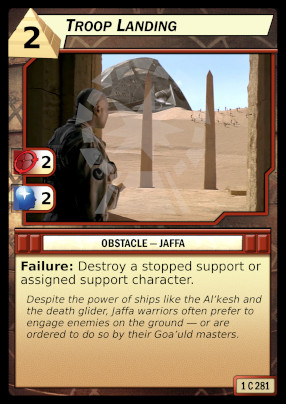 2
TROOP LANDING
2
2
OBSTACLE – JAFFA
Failure: Destroy a stopped support or
assigned support character.
Despite the power of ships like the Al'kesh and
the death glider, Jaffa warriors often prefer to
engage enemies on the ground — or are
ordered to do so by their Goa'uld masters.
1 C 281